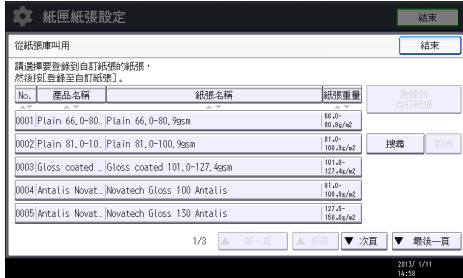 紙匣紙張設定
結束
從紙張庫叫用
結束
請選擇要登錄到自訂紙張的紙張，
然後按[登錄至自訂紙張]。
No. 產品名稱 紙張名稱 紙張重量
登錄到
自訂紙張
0001 Plain 66.0-80.. Plain 66.0-80.9gsm 66.0-
80.9g/m2
0002 Plain 81.0-10.. Plain 81.0-100.9gsm 81.0-
100.9g/m2
搜尋 取消
0003 Gloss coated .. Gloss coated 101.0-127.4gsm 101.0-
127.4g/m2
0004 Antalis Novat.. Novatech Gloss 100 Antalis 81.0-
100.9g/m2
0005 Antalis Novat.. Novatech Gloss 130 Antalis 127.5-
150.0g/m2
1/3 ▲ 第一頁 ▲ 前頁 ▼ 次頁 ▼ 最後一頁
2013/ 1/11
14:58